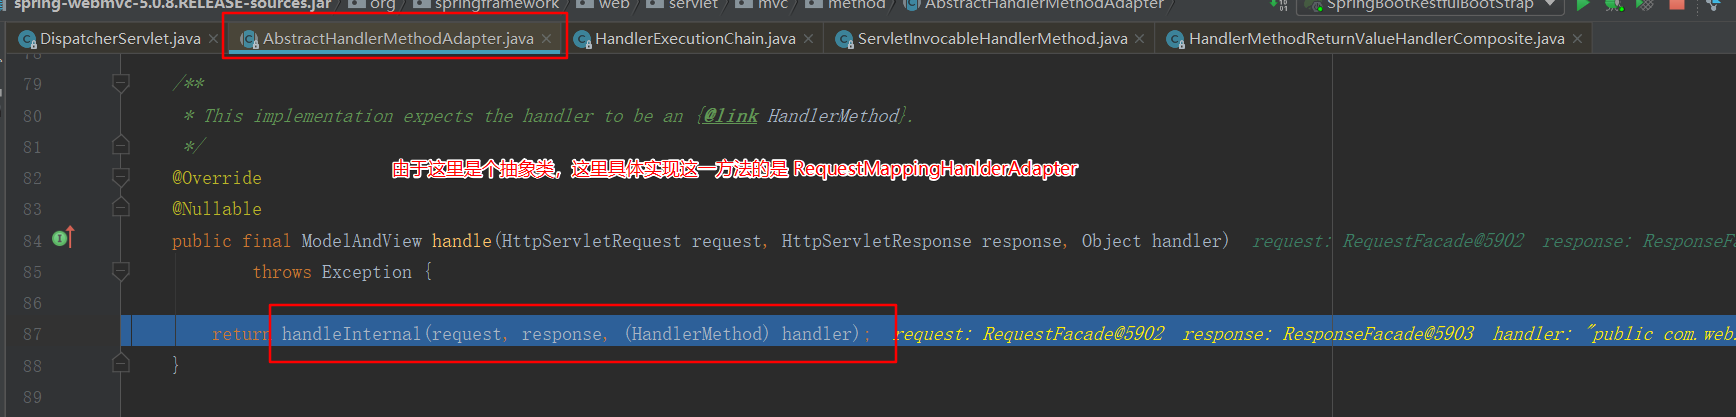 spring-webmvc-5.0.8.RELEASE-sources.jar org springframework web servlet mvc method AbstractHandlerMethodAdapter SpringBootRestfulBootStrap
DispatcherServlet.java AbstractHandlerMethodAdapter.java HandlerExecutionChain.java ServletInvocableHandlerMethod.java HandlerMethodReturnValueHandlerComposite.java
78
79 /**
80 * This implementation expects the handler to be an {@link HandlerMethod}.
81 */
由于这里是个抽象类，这里具体实现这一方法的是 RequestMappingHanlderAdapter
82 @Override
83 @Nullable
84 public final ModelAndView handle(HttpServletRequest request, HttpServletResponse response, Object handler) request: RequestFacade@5902 response: ResponseFa
85 throws Exception {
86
87 return handleInternal(request, response, (HandlerMethod) handler); request: RequestFacade@5902 response: ResponseFacade@5903 handler: "public com.web.
88 }
89